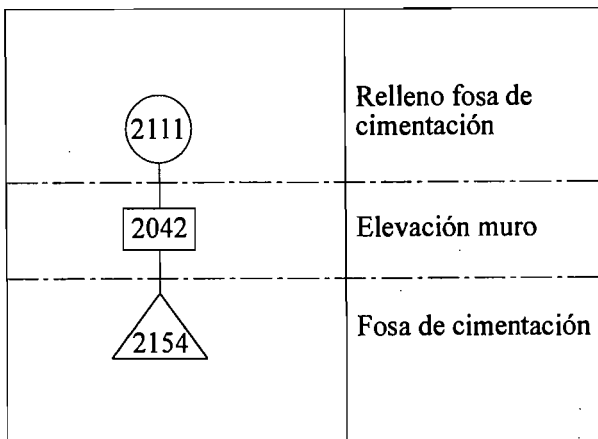 2111
Relleno fosa de
cimentación
2042
Elevación muro
2154
Fosa de cimentación